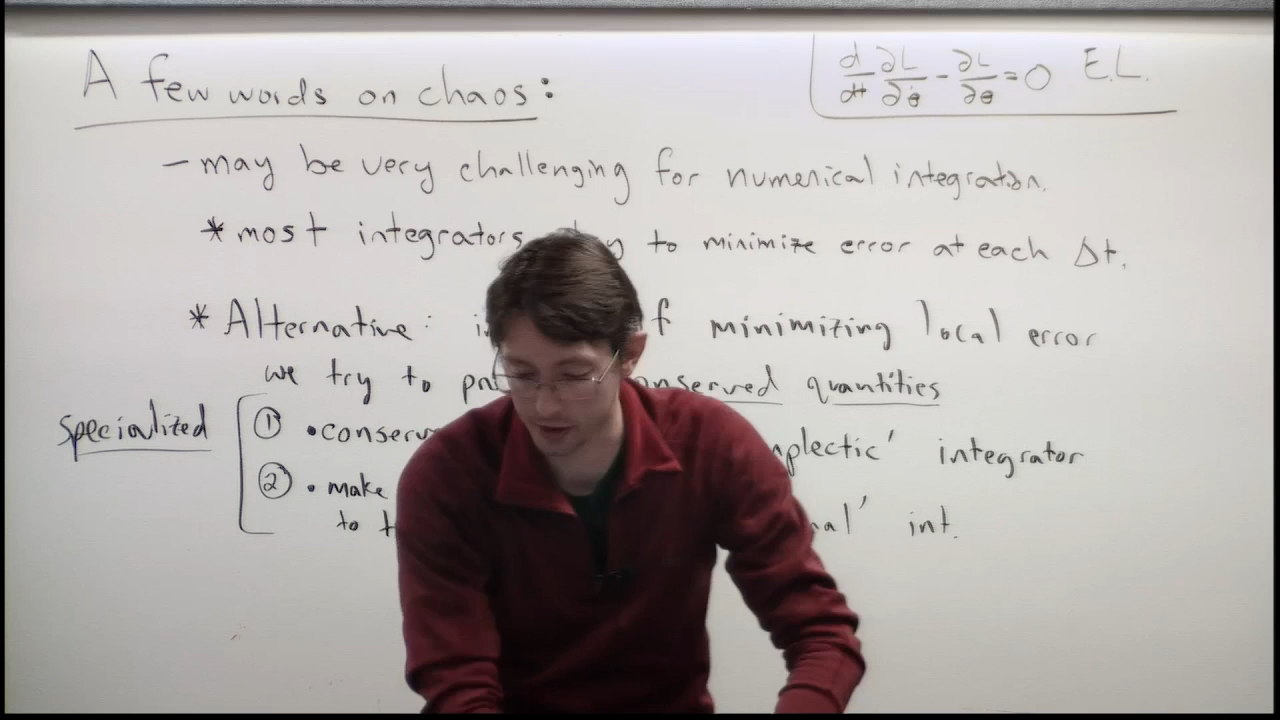 A few words on chaos:
d/dt ∂L/∂θ̇ - ∂L/∂θ = 0 E.L.
- may be very challenging for numerical integration.
* most integrators to minimize error at each Δt.
* Alternative: minimizing local error
we try to conserved quantities
Specialized
① • conserv integrator
② • make
to int.